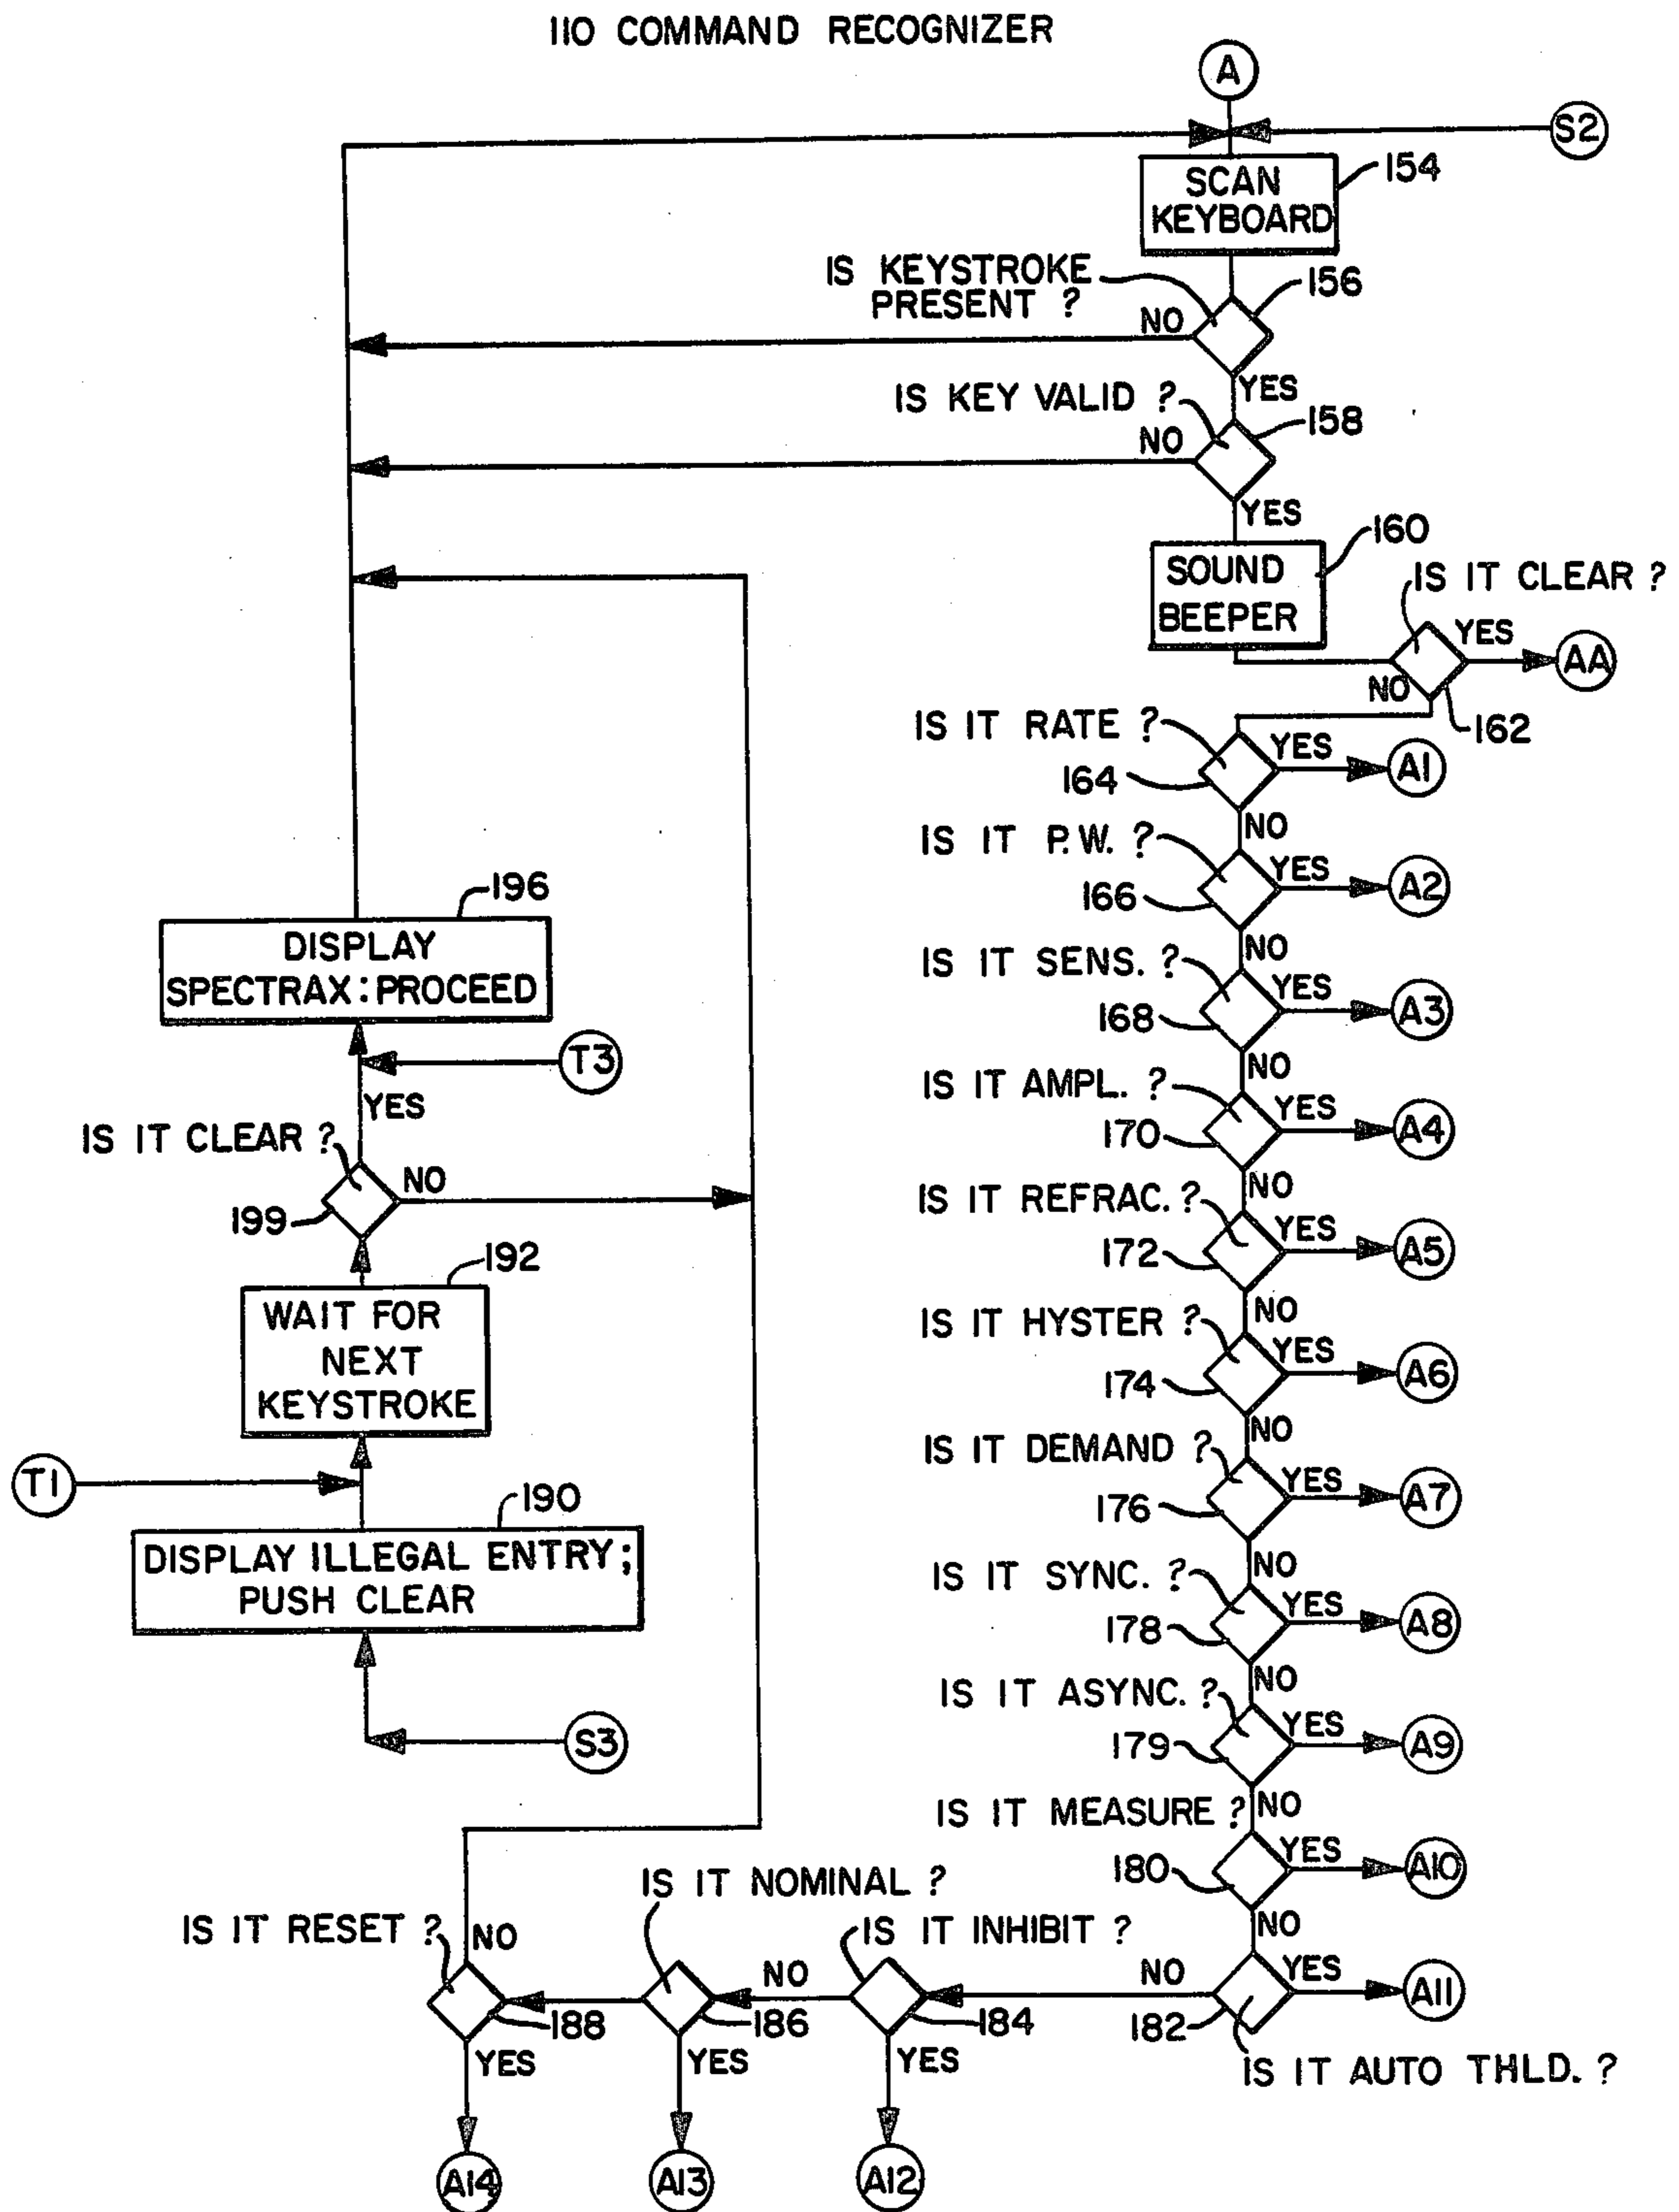 110 COMMAND RECOGNIZER
A
S2
SCAN
KEYBOARD
154
IS KEYSTROKE
PRESENT ?
156
NO
YES
IS KEY VALID ?
158
NO
YES
SOUND
BEEPER
160
IS IT CLEAR ?
YES
AA
NO
162
IS IT RATE ?
164
YES
A1
NO
IS IT P.W. ?
166
YES
A2
NO
IS IT SENS. ?
168
YES
A3
NO
IS IT AMPL. ?
170
YES
A4
NO
IS IT REFRAC. ?
172
YES
A5
NO
IS IT HYSTER ?
174
YES
A6
NO
IS IT DEMAND ?
176
YES
A7
NO
IS IT SYNC. ?
178
YES
A8
NO
IS IT ASYNC. ?
179
YES
A9
NO
IS IT MEASURE ?
180
YES
A10
NO
182
YES
A11
IS IT AUTO THLD. ?
NO
IS IT INHIBIT ?
184
YES
A12
NO
IS IT NOMINAL ?
186
YES
A13
IS IT RESET ?
188
NO
YES
A14
196
DISPLAY
SPECTRAX : PROCEED
T3
YES
IS IT CLEAR ?
NO
199
192
WAIT FOR
NEXT
KEYSTROKE
T1
190
DISPLAY ILLEGAL ENTRY ;
PUSH CLEAR
S3